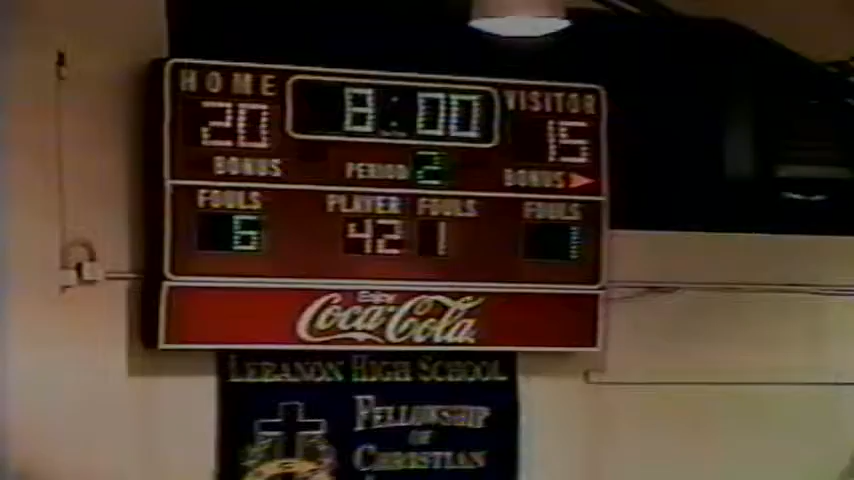 HOME 8:00 VISITOR
20 15
BONUS PERIOD 2 BONUS
FOULS PLAYER FOULS FOULS
6 42 1 1
Enjoy
Coca-Cola
LEBANON HIGH SCHOOL
FELLOWSHIP
OF
CHRISTIAN